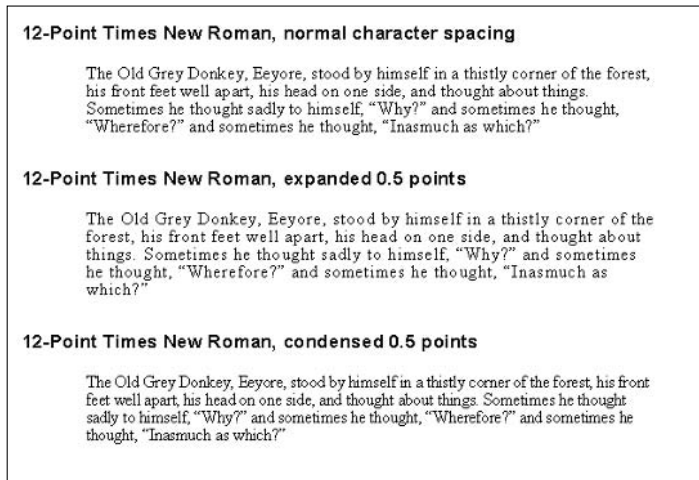 12-Point Times New Roman, normal character spacing
The Old Grey Donkey, Eeyore, stood by himself in a thistly corner of the forest,
his front feet well apart, his head on one side, and thought about things.
Sometimes he thought sadly to himself, “Why?” and sometimes he thought,
“Wherefore?” and sometimes he thought, “Inasmuch as which?”
12-Point Times New Roman, expanded 0.5 points
The Old Grey Donkey, Eeyore, stood by himself in a thistly corner of the
forest, his front feet well apart, his head on one side, and thought about
things. Sometimes he thought sadly to himself, “Why?” and sometimes
he thought, “Wherefore?” and sometimes he thought, “Inasmuch as
which?”
12-Point Times New Roman, condensed 0.5 points
The Old Grey Donkey, Eeyore, stood by himself in a thistly corner of the forest, his front
feet well apart, his head on one side, and thought about things. Sometimes he thought
sadly to himself, “Why?” and sometimes he thought, “Wherefore?” and sometimes he
thought, “Inasmuch as which?”